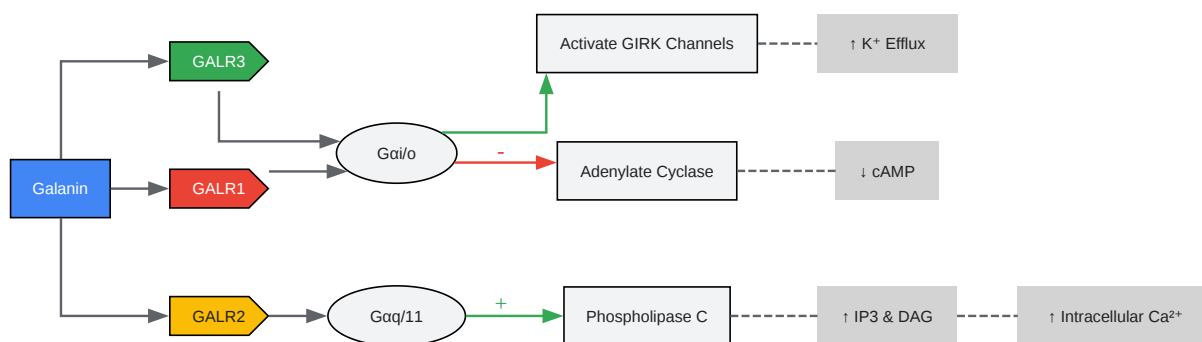 Activate GIRK Channels
↑ K⁺ Efflux
GALR3
Gαi/o
-
Adenylate Cyclase
↓ cAMP
Galanin
GALR1
GALR2
Gαq/11
+
Phospholipase C
↑ IP3 & DAG
↑ Intracellular Ca²⁺